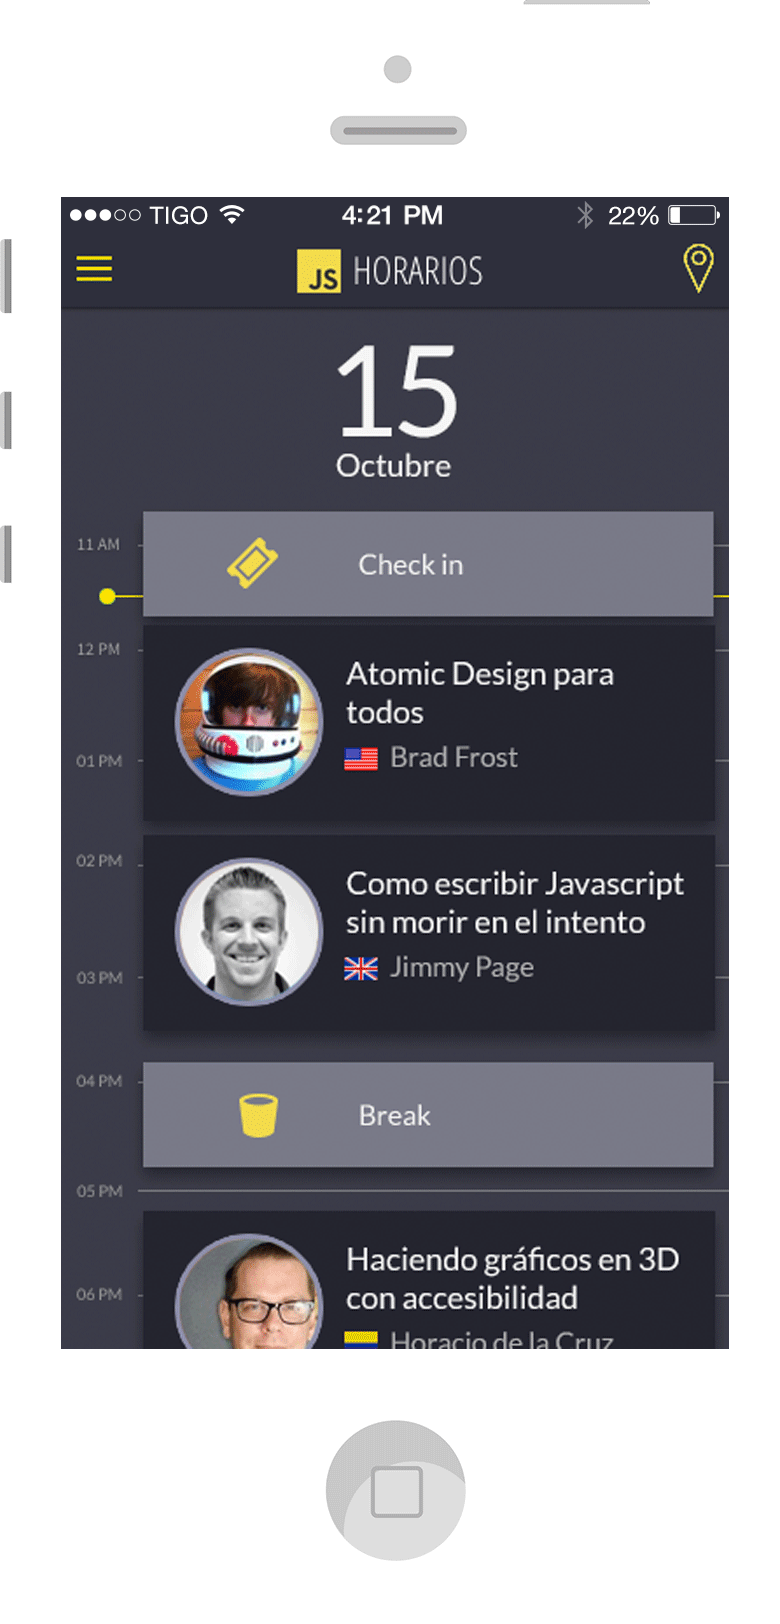 TIGO 4:21 PM 22%
JS HORARIOS
15
Octubre
11 AM
Check in
12 PM
Atomic Design para
todos
01 PM
Brad Frost
02 PM
Como escribir Javascript
sin morir en el intento
Jimmy Page
03 PM
04 PM
Break
05 PM
Haciendo gráficos en 3D
06 PM
con accesibilidad
Horacio de la Cruz